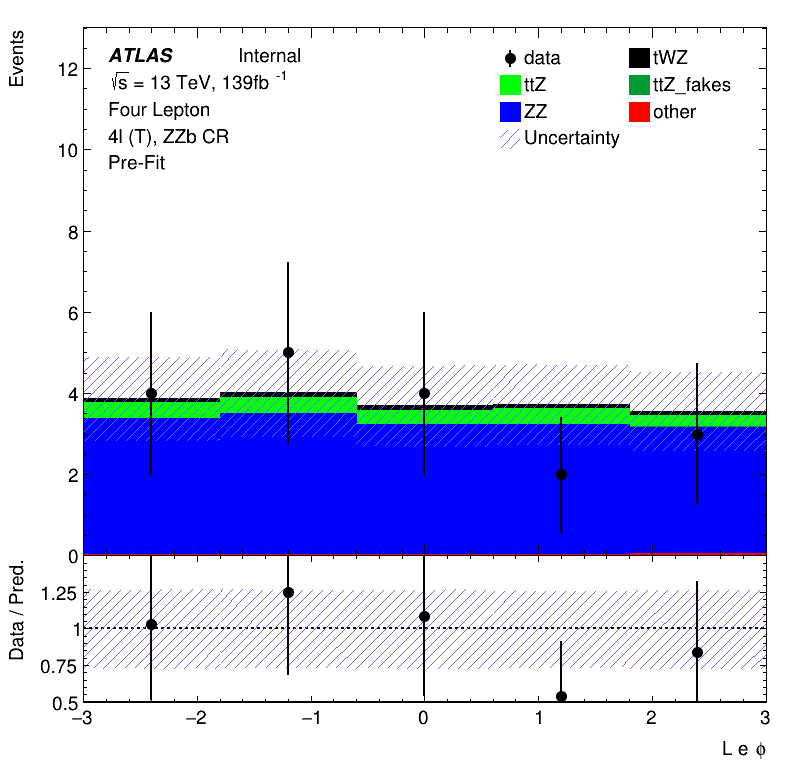 Events
ATLAS Internal
√s = 13 TeV, 139fb -1
Four Lepton
4l (T), ZZb CR
Pre-Fit
data
tWZ
ttZ
ttZ_fakes
ZZ
other
Uncertainty
12
10
8
6
4
2
0
Data / Pred.
1.25
1
0.75
0.5
−3 −2 −1 0 1 2 3
L e ϕ